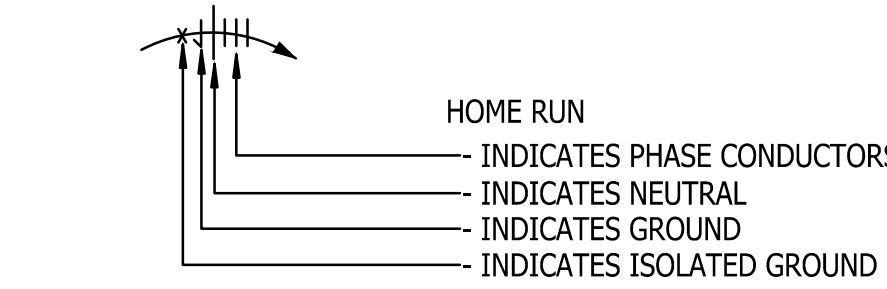 HOME RUN
- INDICATES PHASE CONDUCTORS
- INDICATES NEUTRAL
- INDICATES GROUND
- INDICATES ISOLATED GROUND